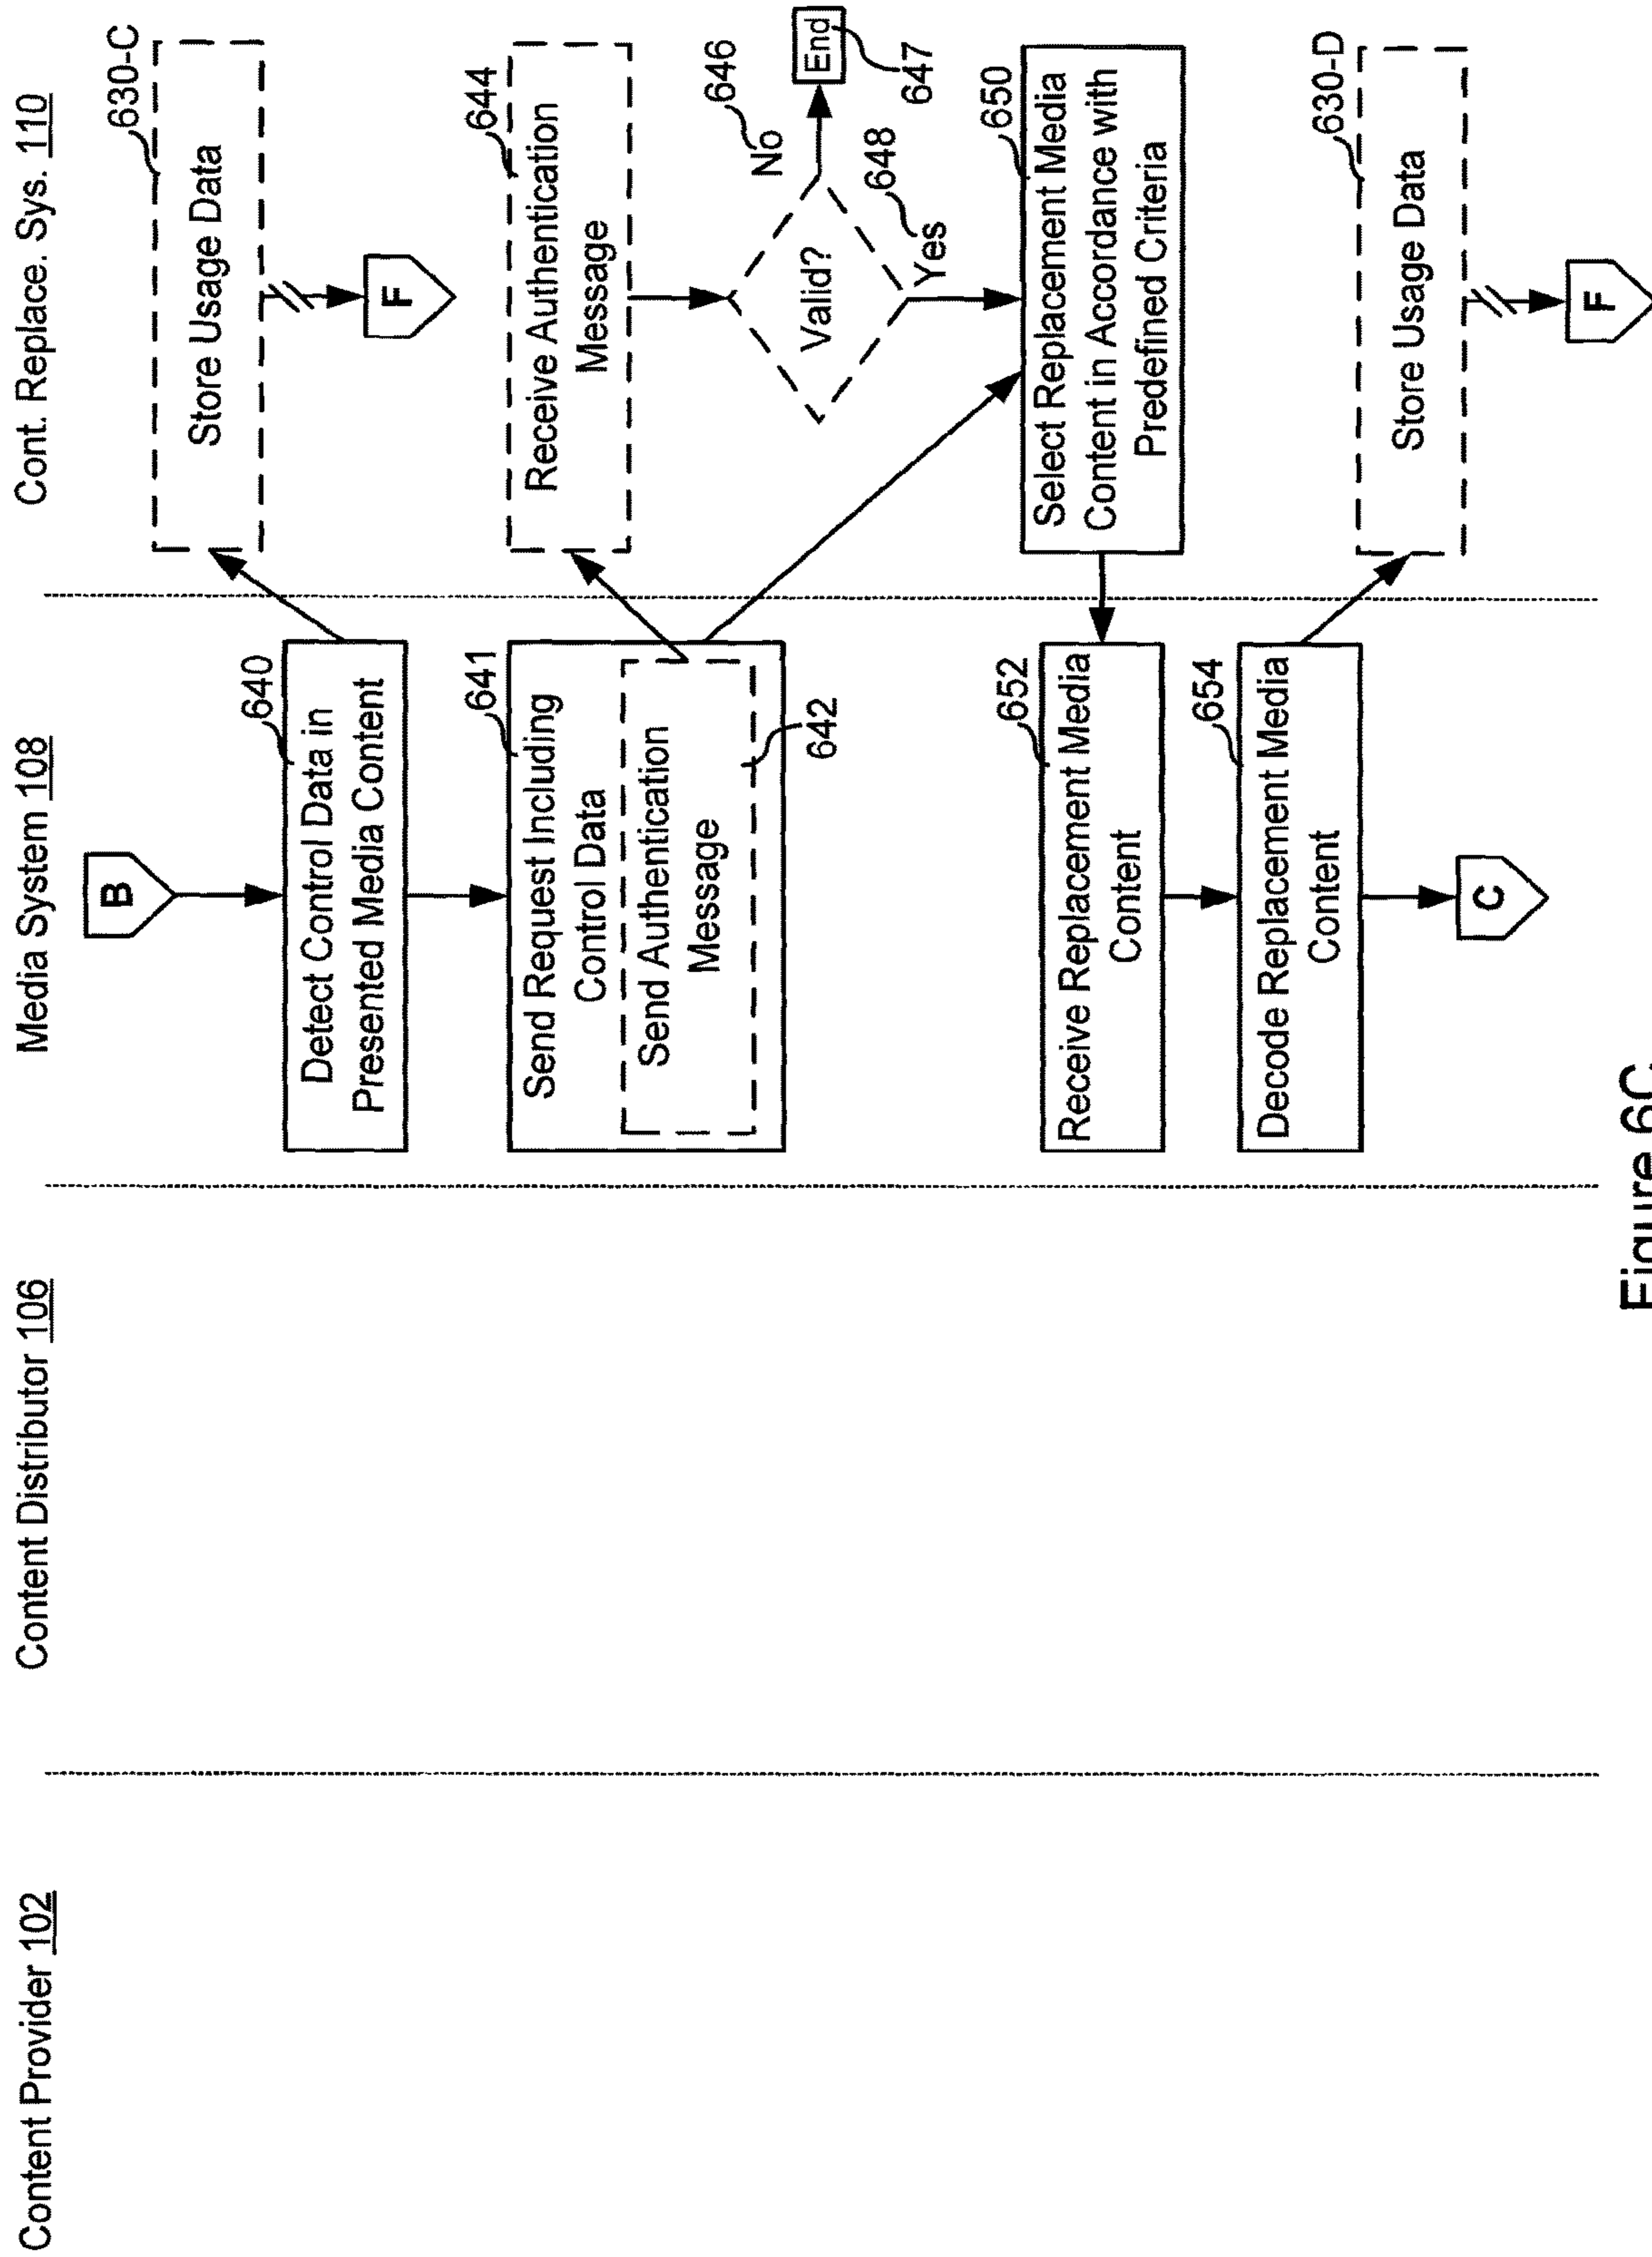 Content Provider 102
Content Distributor 106
Media System 108
Cont. Replace. Sys. 110
B
640
Detect Control Data in
Presented Media Content
630-C
Store Usage Data
F
641
Send Request Including
Control Data
Send Authentication
Message
642
644
Receive Authentication
Message
Valid?
No
646
End
647
Yes
648
650
Select Replacement Media
Content in Accordance with
Predefined Criteria
652
Receive Replacement Media
Content
654
Decode Replacement Media
Content
C
630-D
Store Usage Data
F
Figure 6C